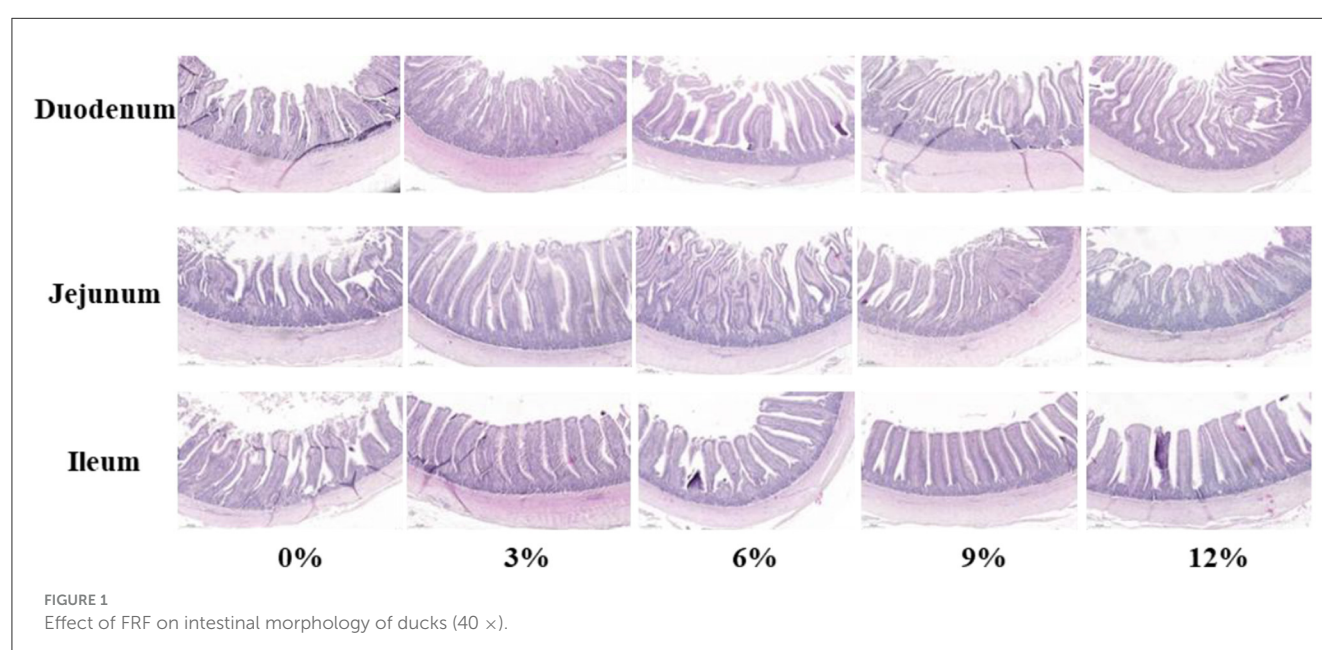 Duodenum
Jejunum
Ileum
0% 3% 6% 9% 12%
FIGURE 1
Effect of FRF on intestinal morphology of ducks (40 ×).